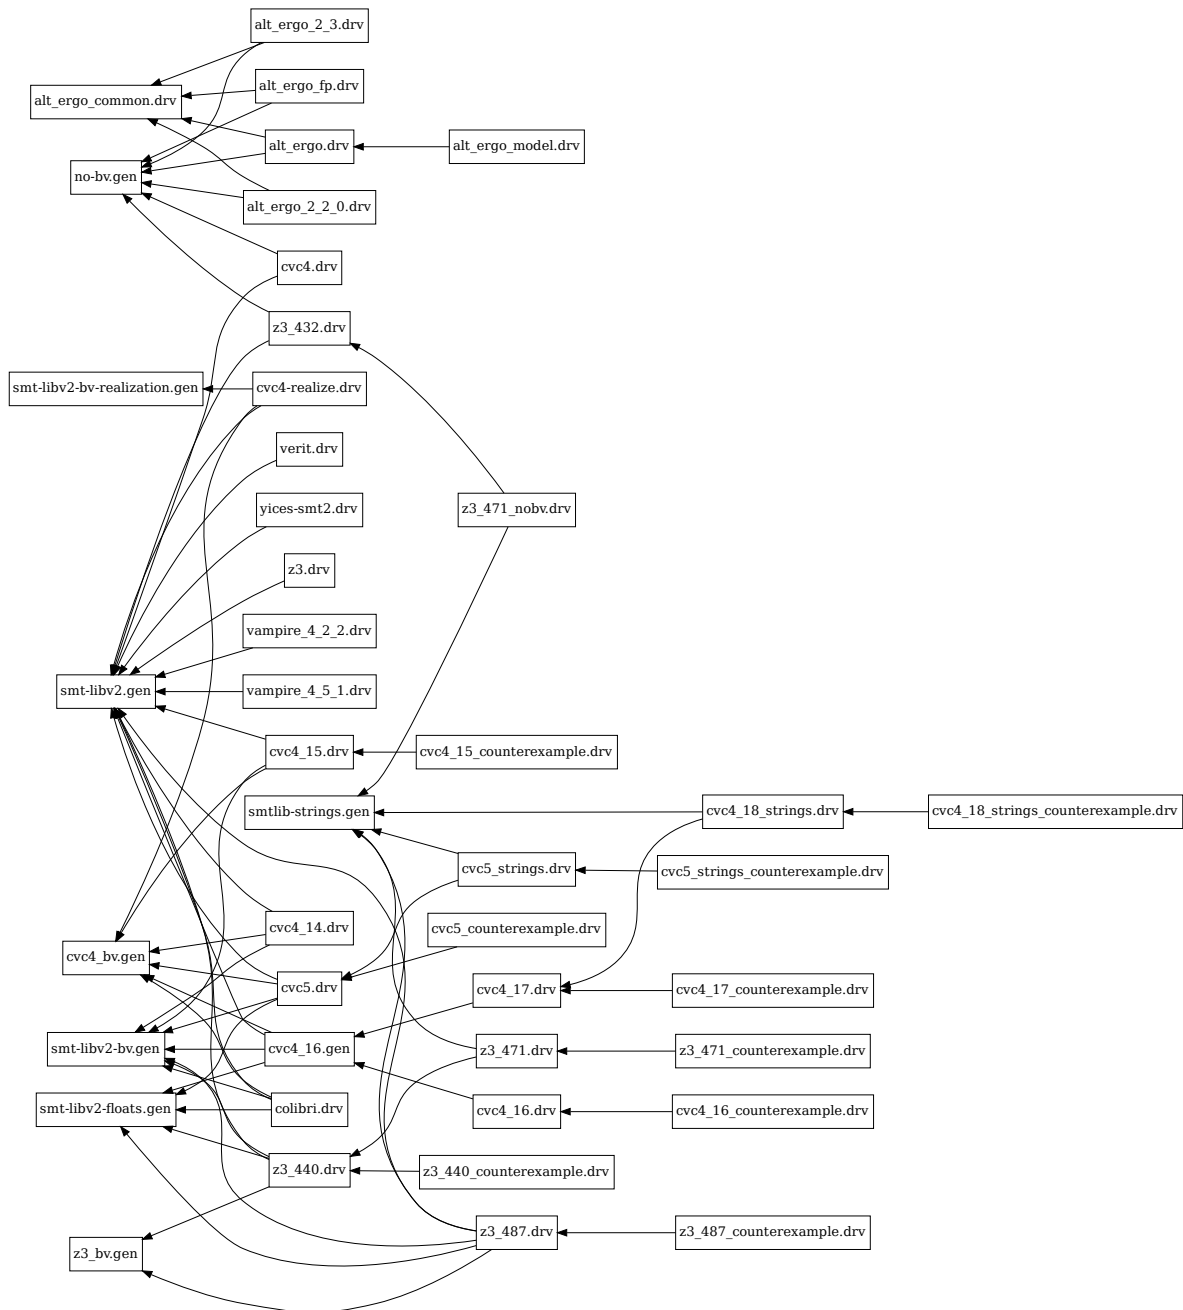 alt_ergo_2_3.drv
alt_ergo_fp.drv
alt_ergo_common.drv
alt_ergo.drv
alt_ergo_model.drv
no-bv.gen
alt_ergo_2_2_0.drv
cvc4.drv
z3_432.drv
smt-libv2-bv-realization.gen
cvc4-realize.drv
verit.drv
yices-smt2.drv
z3_471_nobv.drv
z3.drv
vampire_4_2_2.drv
smt-libv2.gen
vampire_4_5_1.drv
cvc4_15.drv
cvc4_15_counterexample.drv
smtlib-strings.gen
cvc4_18_strings.drv
cvc4_18_strings_counterexample.drv
cvc5_strings.drv
cvc5_strings_counterexample.drv
cvc4_14.drv
cvc5_counterexample.drv
cvc4_bv.gen
cvc5.drv
cvc4_17.drv
cvc4_17_counterexample.drv
smt-libv2-bv.gen
cvc4_16.gen
z3_471.drv
z3_471_counterexample.drv
smt-libv2-floats.gen
colibri.drv
cvc4_16.drv
cvc4_16_counterexample.drv
z3_440.drv
z3_440_counterexample.drv
z3_487.drv
z3_487_counterexample.drv
z3_bv.gen